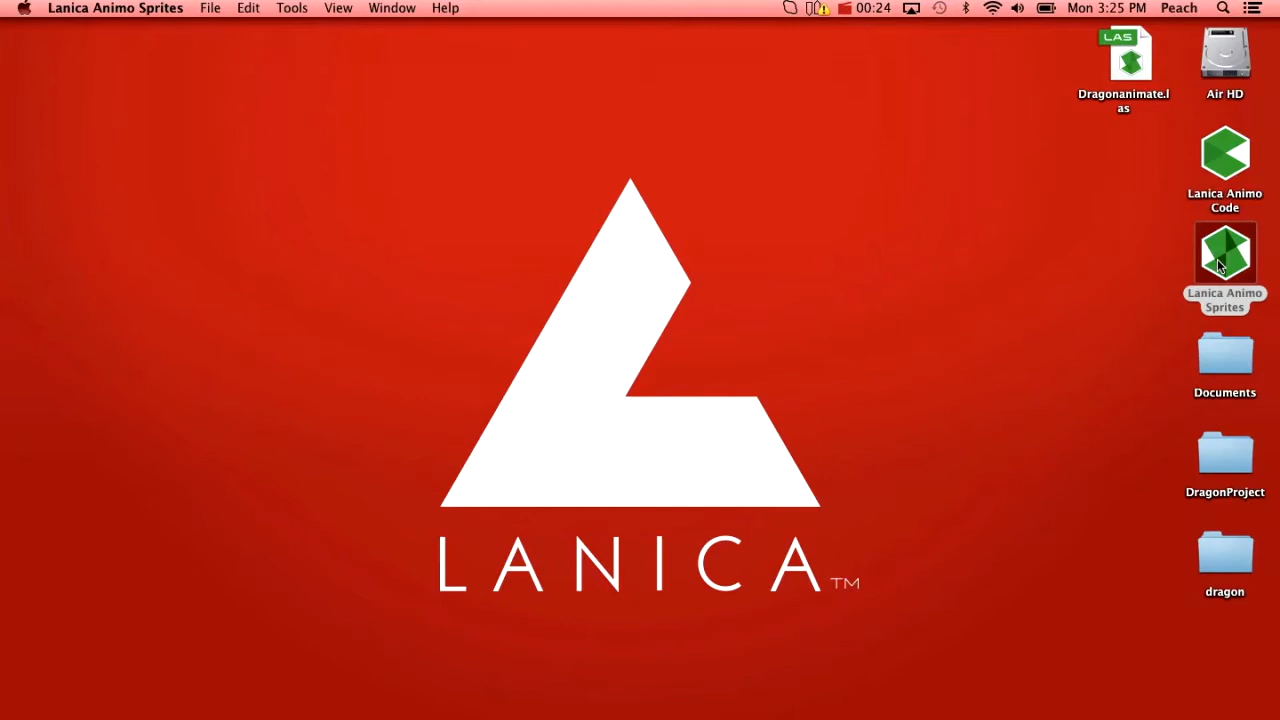 Lanica Animo Sprites File Edit Tools View Window Help 00:24 Mon 3:25 PM Peach
LAS
Dragonanimate.l
as
Air HD
Lanica Animo
Code
Lanica Animo
Sprites
Documents
DragonProject
dragon
LANICA TM